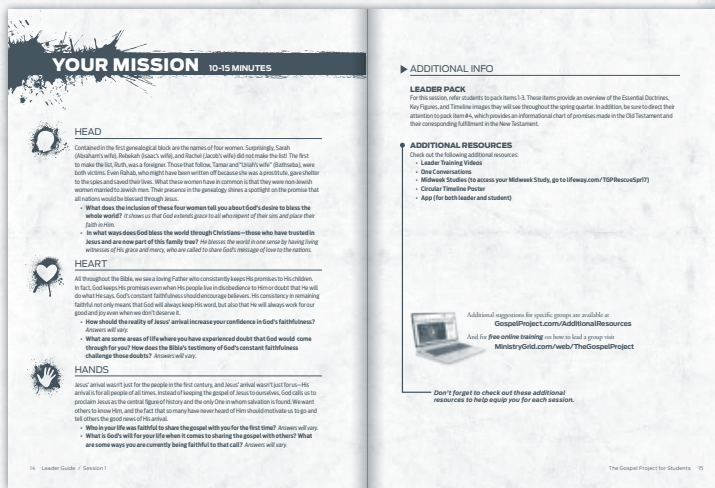 YOUR MISSION 10-15 MINUTES
HEAD
Contained in the first genealogical block are the names of four women. Surprisingly, Sarah
(Abraham's wife), Rebekah (Isaac's wife), and Rachel (Jacob's wife) did not make the list! The first
to make the list, Ruth, was a foreigner. Those that follow, Tamar and "Uriah's wife" (Bathseba), were
both victims. Even Rahab, who might have been written off because she was a prostitute, gave shelter
to the spies and saved their lives. What these women have in common is that they were non-Jewish
women married to Jewish men. Their presence in the genealogy shines a spotlight on the promise that
all nations would be blessed through Jesus.
• What does the inclusion of these four women tell you about God's desire to bless the
whole world? It shows us that God extends grace to all who repent of their sins and place their
faith in Him.
• In what ways does God bless the world through Christians—those who have trusted in
Jesus and are now part of this family tree? He blesses the world in one sense by having living
witnesses of His grace and mercy, who are called to share God's message of love to the nations.
HEART
All throughout the Bible, we see a loving Father who consistently keeps His promises to His children.
In fact, God keeps His promises even when His people live in disobedience to Him or doubt that He will
do what He says. God's constant faithfulness should encourage believers. His consistency in remaining
faithful not only means that God will always keep His word, but also that He will always work for our
good and joy even when we don't deserve it.
• How should the reality of Jesus' arrival increase your confidence in God's faithfulness?
Answers will vary.
• What are some areas of life where you have experienced doubt that God would come
through for you? How does the Bible's testimony of God's constant faithfulness
challenge those doubts? Answers will vary.
HANDS
Jesus' arrival wasn't just for the people in the first century, and Jesus' arrival wasn't just for us—His
arrival is for all people of all times. Instead of keeping the gospel of Jesus to ourselves, God calls us to
proclaim Jesus as the central figure of history and the only One in whom salvation is found. We want
others to know Him, and the fact that so many have never heard of Him should motivate us to go and
tell others the good news of His arrival.
• Who in your life was faithful to share the gospel with you for the first time? Answers will vary.
• What is God's will for your life when it comes to sharing the gospel with others? What
are some ways you are currently being faithful to that call? Answers will vary.
14 Leader Guide / Session 1
ADDITIONAL INFO
LEADER PACK
For this session, refer students to pack items 1-3. These items provide an overview of the Essential Doctrines,
Key Figures, and Timeline images they will see throughout the spring quarter. In addition, be sure to direct their
attention to pack item #4, which provides an informational chart of promises made in the Old Testament and
their corresponding fulfillment in the New Testament.
ADDITIONAL RESOURCES
Check out the following additional resources:
• Leader Training Videos
• One Conversations
• Midweek Studies (to access your Midweek Study, go to lifeway.com/TGPRescueSpr17)
• Circular Timeline Poster
• App (for both leader and student)
Additional suggestions for specific groups are available at
GospelProject.com/AdditionalResources
And for free online training on how to lead a group visit
MinistryGrid.com/web/TheGospelProject
Don't forget to check out these additional
resources to help equip you for each session.
The Gospel Project for Students 15